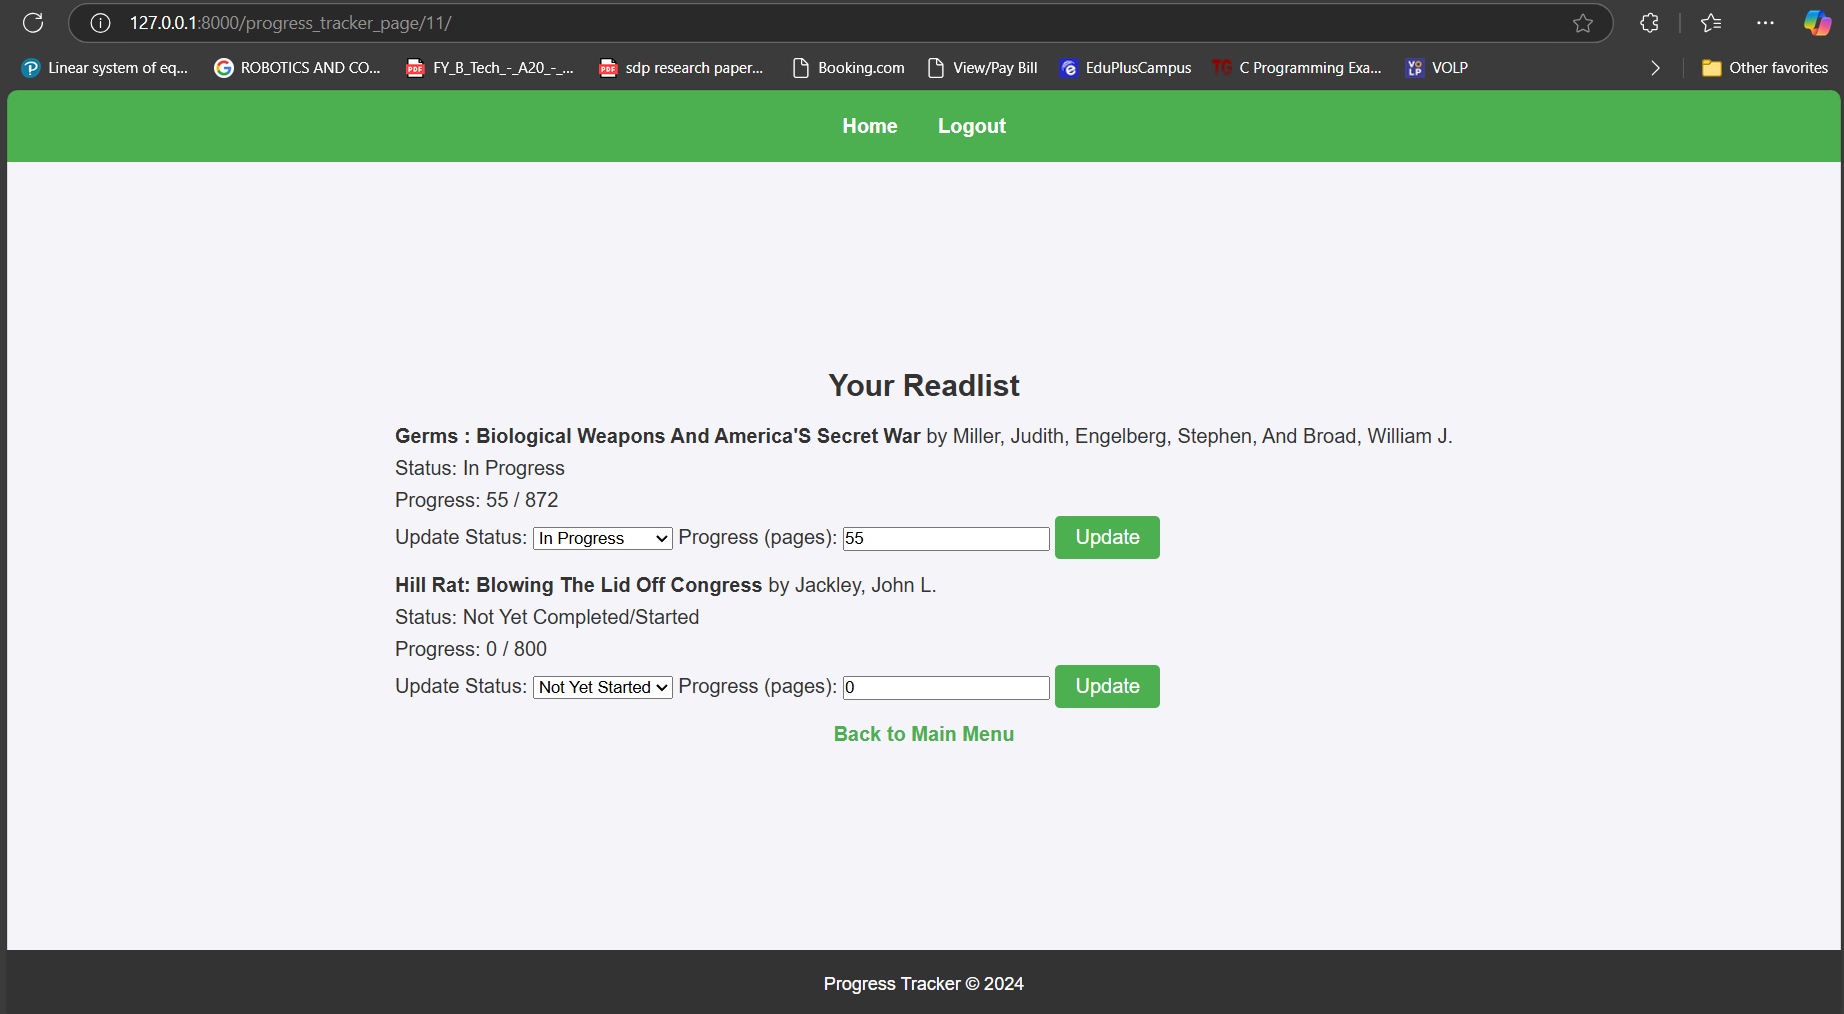 127.0.0.1:8000/progress_tracker_page/11/
Linear system of eq... ROBOTICS AND CO... FY_B_Tech_-_A20_-_... sdp research paper... Booking.com View/Pay Bill EduPlusCampus TG C Programming Exa... VOLP VOLP Other favorites
Home Logout
Your Readlist
Germs : Biological Weapons And America'S Secret War by Miller, Judith, Engelberg, Stephen, And Broad, William J.
Status: In Progress
Progress: 55 / 872
Update Status: In Progress Progress (pages): 55 Update
Hill Rat: Blowing The Lid Off Congress by Jackley, John L.
Status: Not Yet Completed/Started
Progress: 0 / 800
Update Status: Not Yet Started Progress (pages): 0 Update
Back to Main Menu
Progress Tracker © 2024